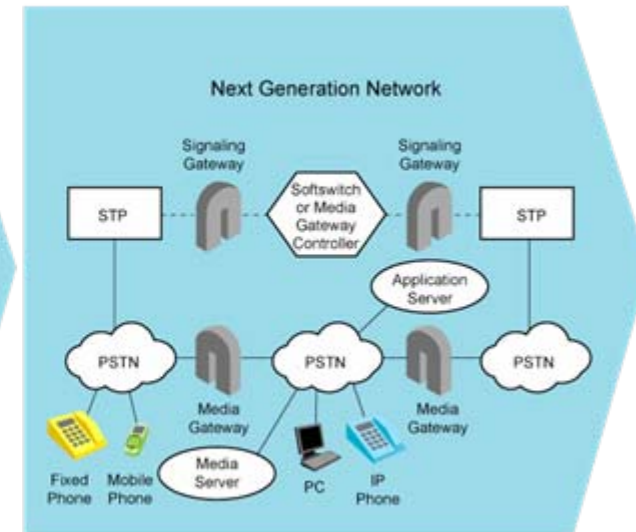 Next Generation Network
Signaling
Gateway
Signaling
Gateway
STP
Softswitch
or Media
Gateway
Controller
STP
Application
Server
PSTN
PSTN
PSTN
Media
Gateway
Media
Gateway
Fixed
Phone
Mobile
Phone
Media
Server
PC
IP
Phone